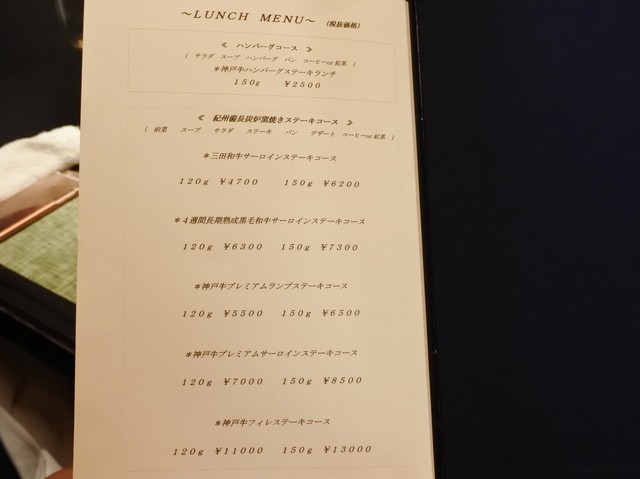 ～LUNCH MENU～ (税抜価格)
《 ハンバーグコース 》
( サラダ スープ ハンバーグ パン コーヒーor紅茶 )
＊神戸牛ハンバーグステーキランチ
150g ￥2500
《 紀州備長炭炉窯焼きステーキコース 》
( 前菜 スープ サラダ ステーキ パン デザート コーヒーor紅茶 )
＊三田和牛サーロインステーキコース
120g ￥4700 150g ￥6200
＊4週間長期熟成黒毛和牛サーロインステーキコース
120g ￥6300 150g ￥7300
＊神戸牛プレミアムランプステーキコース
120g ￥5500 150g ￥6500
＊神戸牛プレミアムサーロインステーキコース
120g ￥7000 150g ￥8500
＊神戸牛フィレステーキコース
120g ￥11000 150g ￥13000